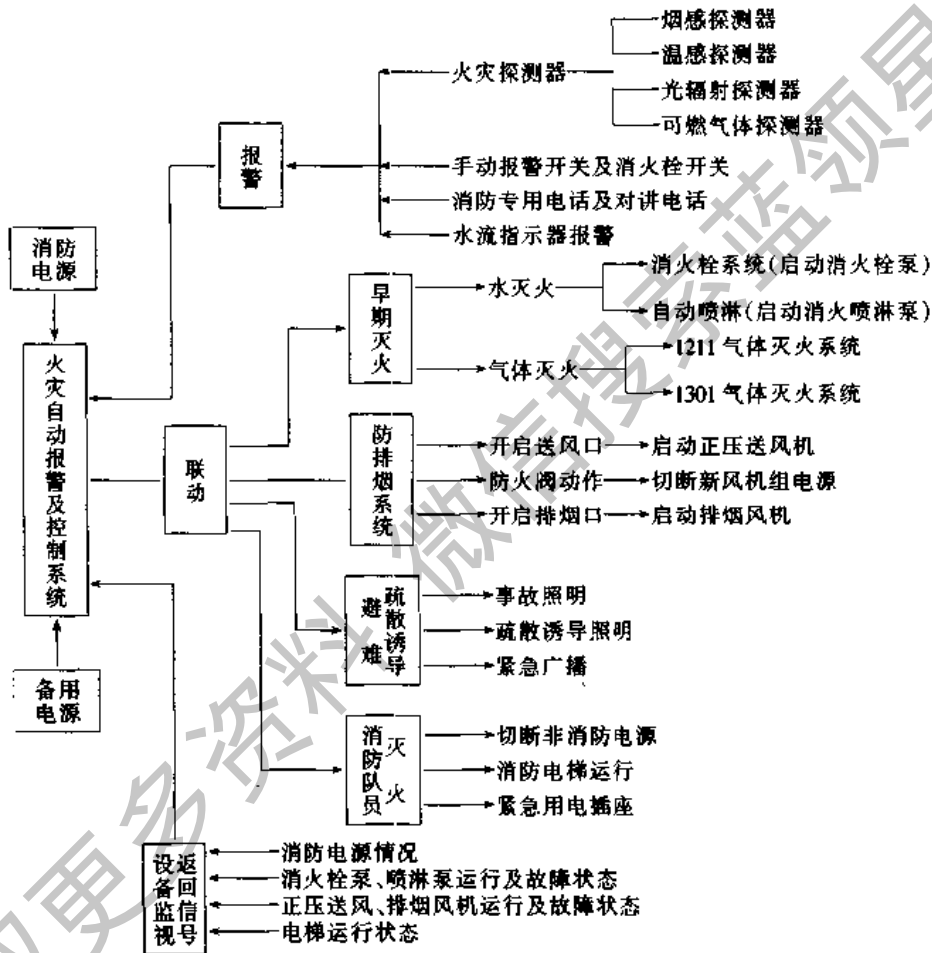 烟感探测器
温感探测器
火灾探测器
光辐射探测器
可燃气体探测器
报警
手动报警开关及消火栓开关
消防专用电话及对讲电话
水流指示器报警
消防
电源
早期灭火
水灭火
消火栓系统(启动消火栓泵)
自动喷淋(启动消火喷淋泵)
气体灭火
1211气体灭火系统
1301气体灭火系统
火灾自动报警及控制系统
联动
防排烟系统
开启送风口
启动正压送风机
防火阀动作
切断新风机组电源
开启排烟口
启动排烟风机
疏散诱导
避难
事故照明
疏散诱导照明
紧急广播
备用
电源
消防队员
灭火
切断非消防电源
消防电梯运行
紧急用电插座
返回信号
设备监视
消防电源情况
消火栓泵、喷淋泵运行及故障状态
正压送风、排烟风机运行及故障状态
电梯运行状态
取更多资料 微信搜索蓝领星